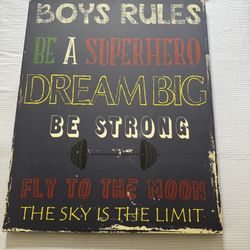 BOYS RULES
BE A SUPERHERO
DREAM BIG
BE STRONG
FLY TO THE MOON
THE SKY IS THE LIMIT